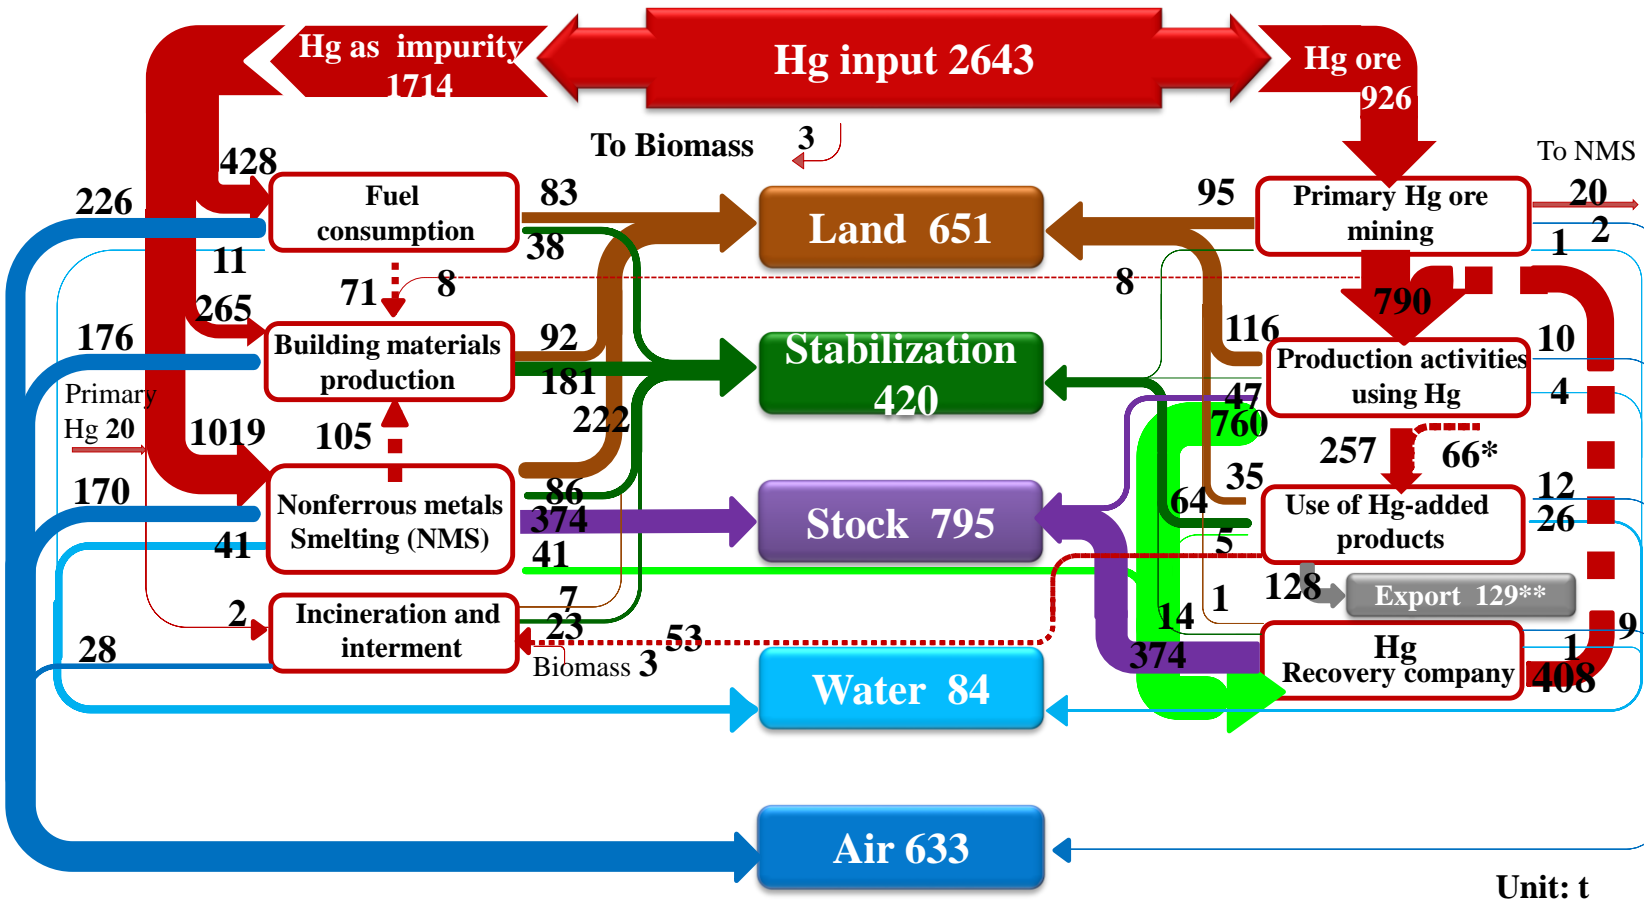 Hg as impurity
1714
Hg input 2643
Hg ore
926
To Biomass
3
To NMS
428
226
Fuel
consumption
83
38
11
Land 651
95
Primary Hg ore
mining
20
2
1
71
8
8
790
265
176
Building materials
production
92
181
222
Stabilization
420
116
Production activities
using Hg
10
4
47
760
Primary
Hg 20
1019
105
257
66*
170
41
Nonferrous metals
Smelting (NMS)
86
374
41
Stock 795
35
64
5
Use of Hg-added
products
12
26
128
Export 129**
2
28
Incineration and
interment
7
23
53
Biomass 3
1
14
374
Hg
Recovery company
9
1
408
Water 84
Air 633
Unit: t